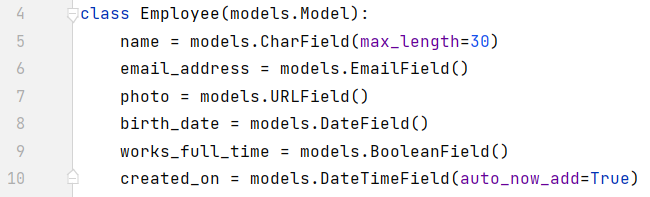 4 class Employee(models.Model):
5     name = models.CharField(max_length=30)
6     email_address = models.EmailField()
7     photo = models.URLField()
8     birth_date = models.DateField()
9     works_full_time = models.BooleanField()
10     created_on = models.DateTimeField(auto_now_add=True)